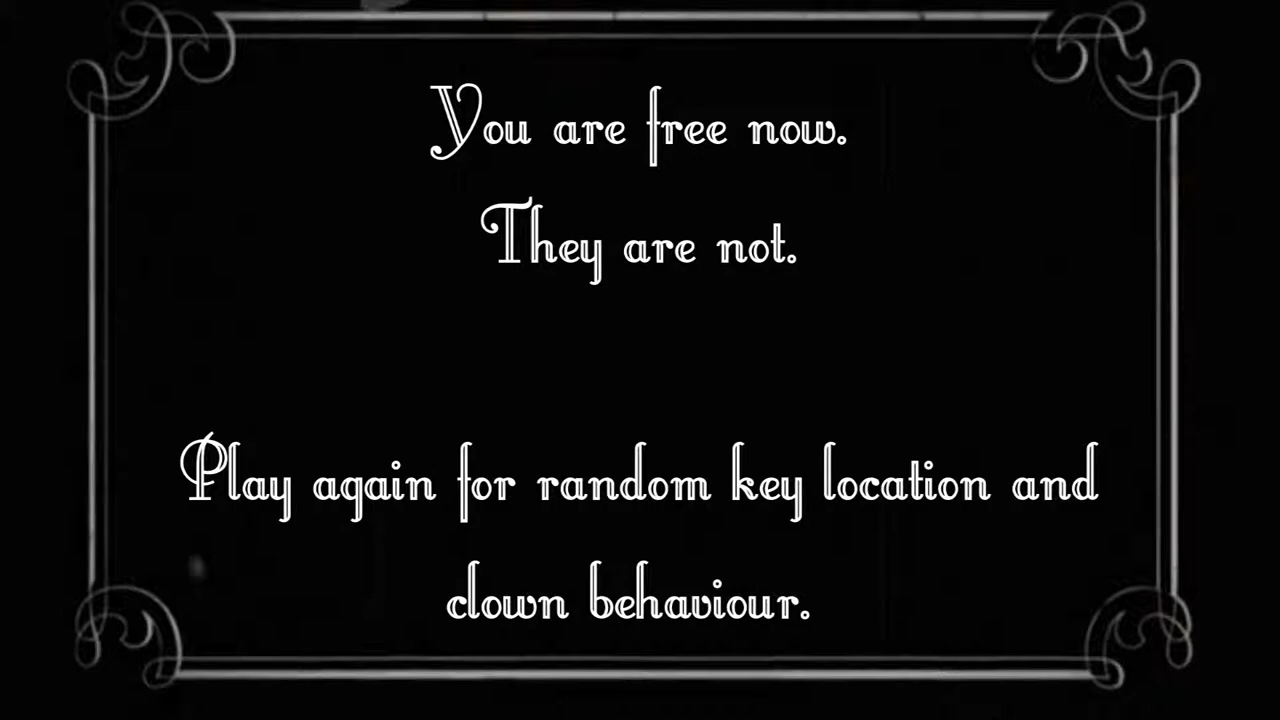 You are free now.
They are not.
Play again for random key location and
clown behaviour.